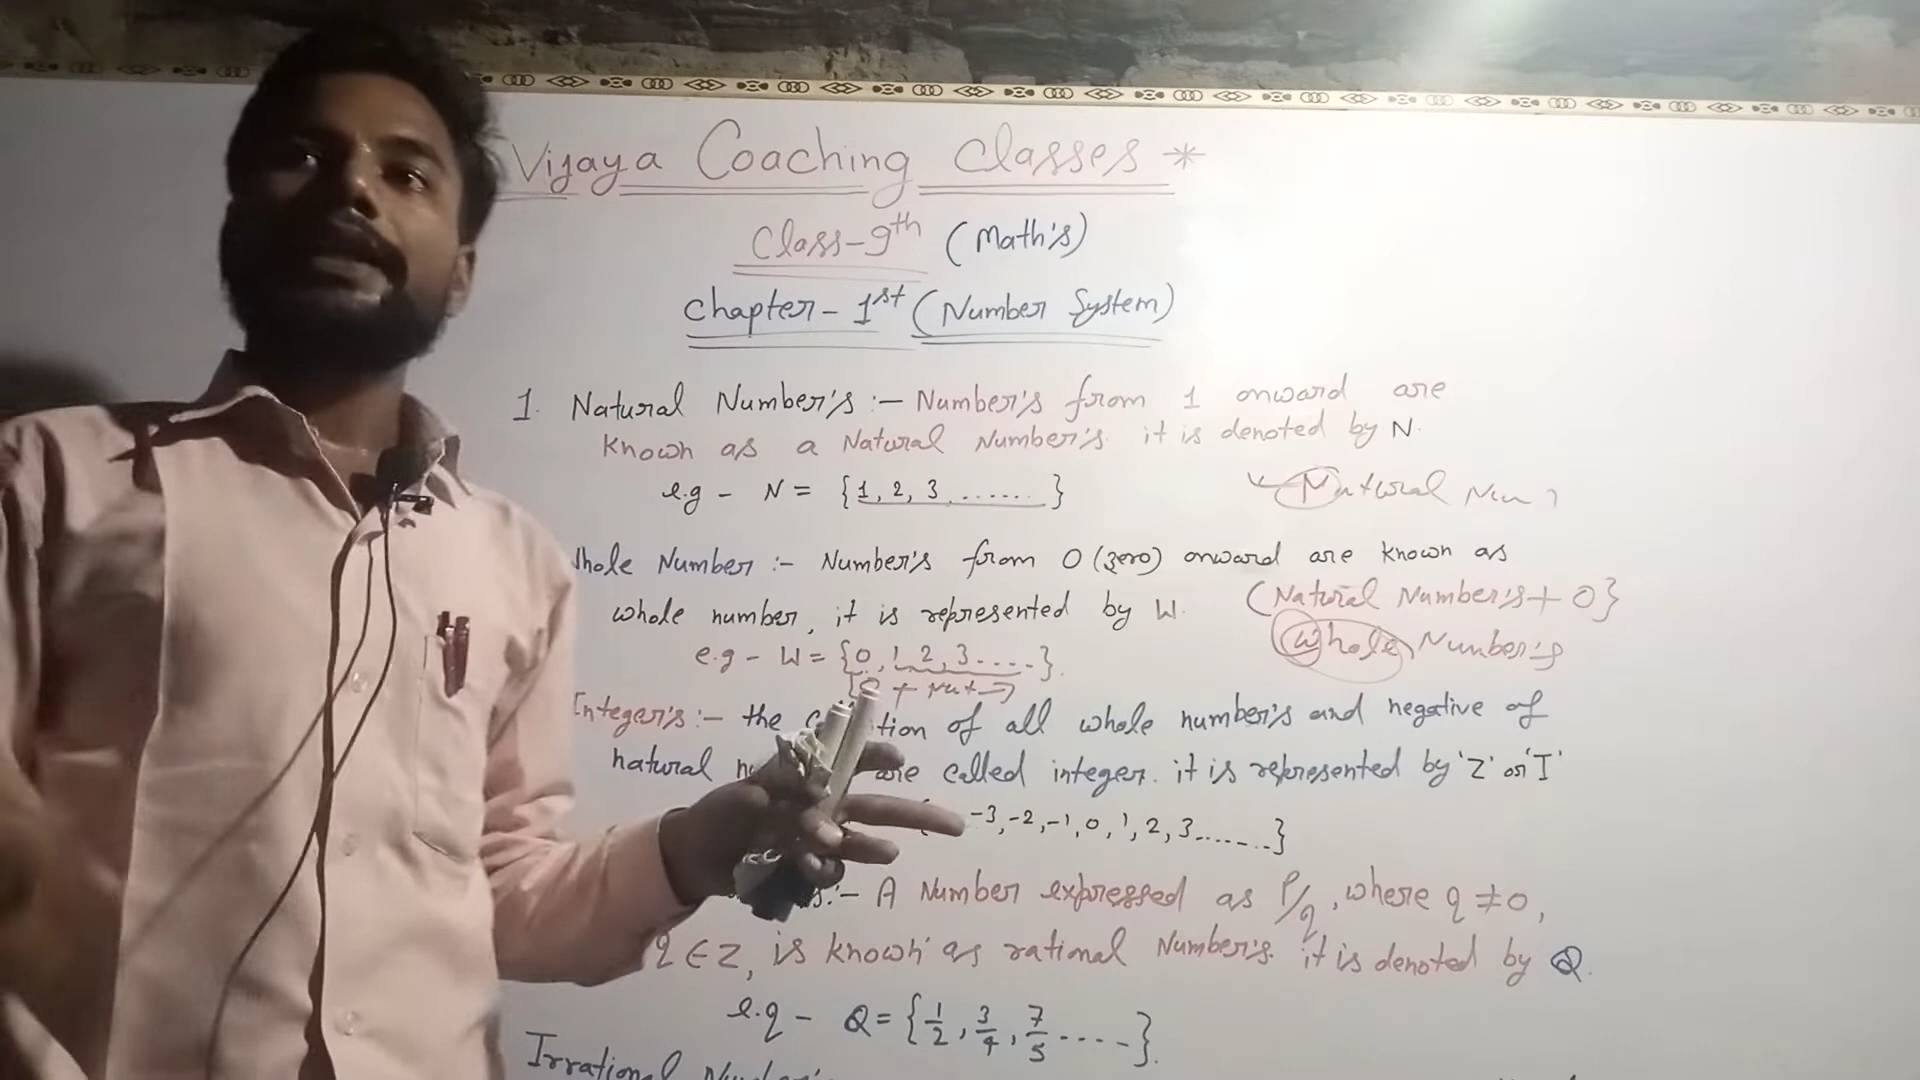 Vijaya Coaching Classes *
Class-9th (Math's)
Chapter-1st (Number System)
1. Natural Number's :- Number's from 1 onward are
known as a Natural Number's. it is denoted by N.
e.g - N = {1, 2, 3 .......}
Natural Num
Whole Number :- Number's from 0 (zero) onward are known as
whole number, it is represented by W.
(Natural Number's + 0}
Whole Number's
e.g - W = {0, 1, 2, 3.....}.
0 + Nat
Integer's :- the tion of all whole number's and negative of
natural are called integer. it is represented by 'Z' or 'I'
{ -3, -2, -1, 0, 1, 2, 3.......}
s:- A Number expressed as P/q, where q ≠ 0,
q ∈ Z, is known as rational Number's. it is denoted by Q.
e.g - Q = {1/2, 3/4, 7/5 ....}.
Irrational Number's